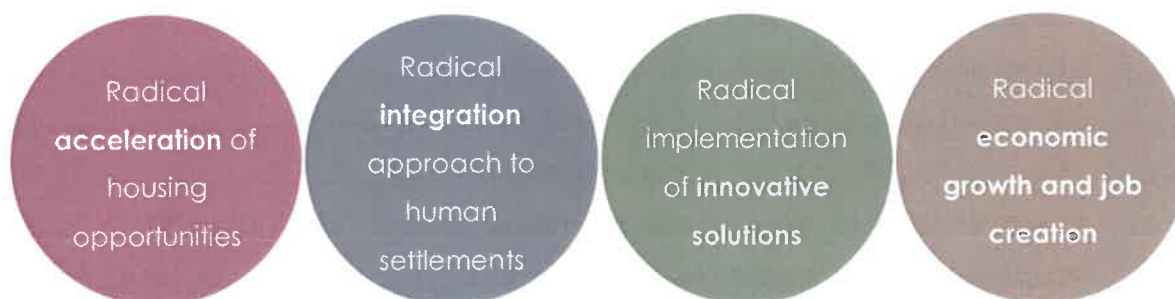 Radical
acceleration of
housing
opportunities
Radical
integration
approach to
human
settlements
Radical
implementation
of innovative
solutions
Radical
economic
growth and job
creation